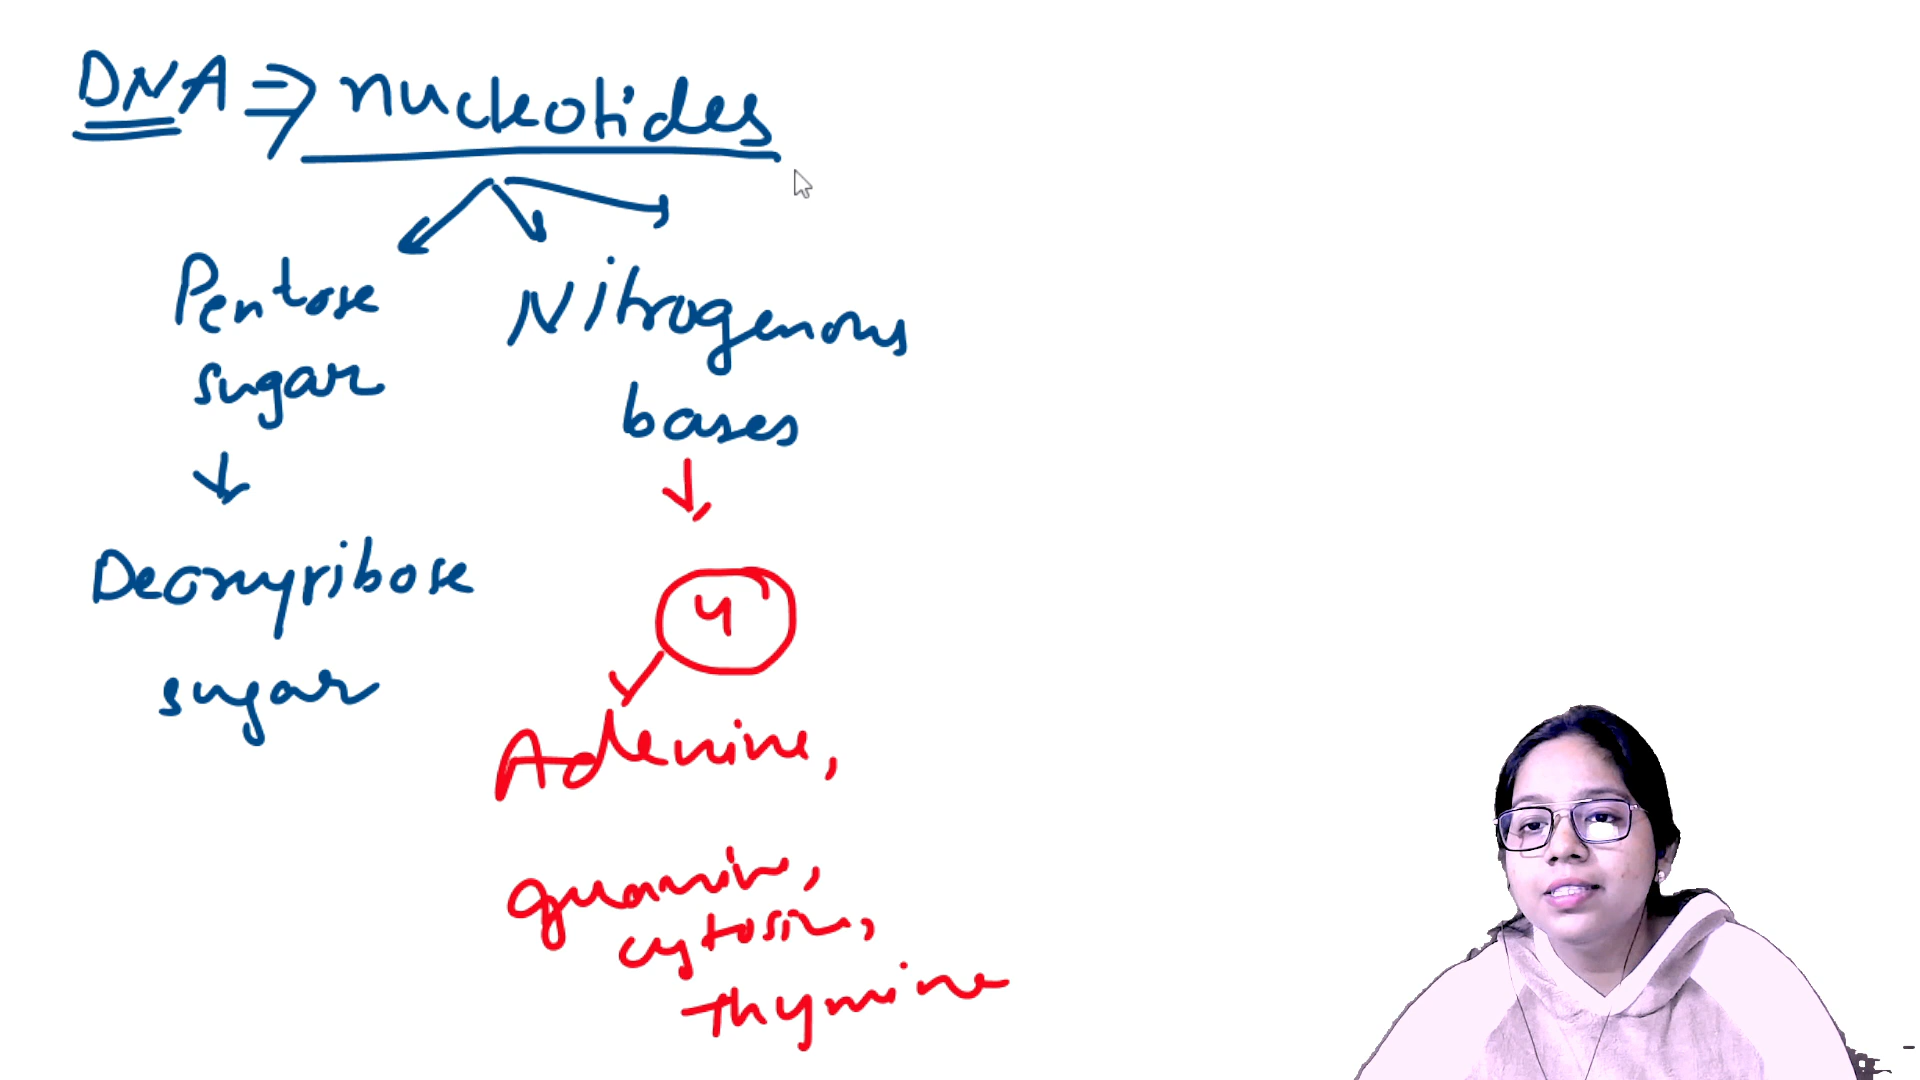 DNA ⇒ nucleotides
Pentose
sugar
Deoxyribose
sugar
Nitrogenous
bases
4
Adenine,
guanine,
cytosine,
thymine